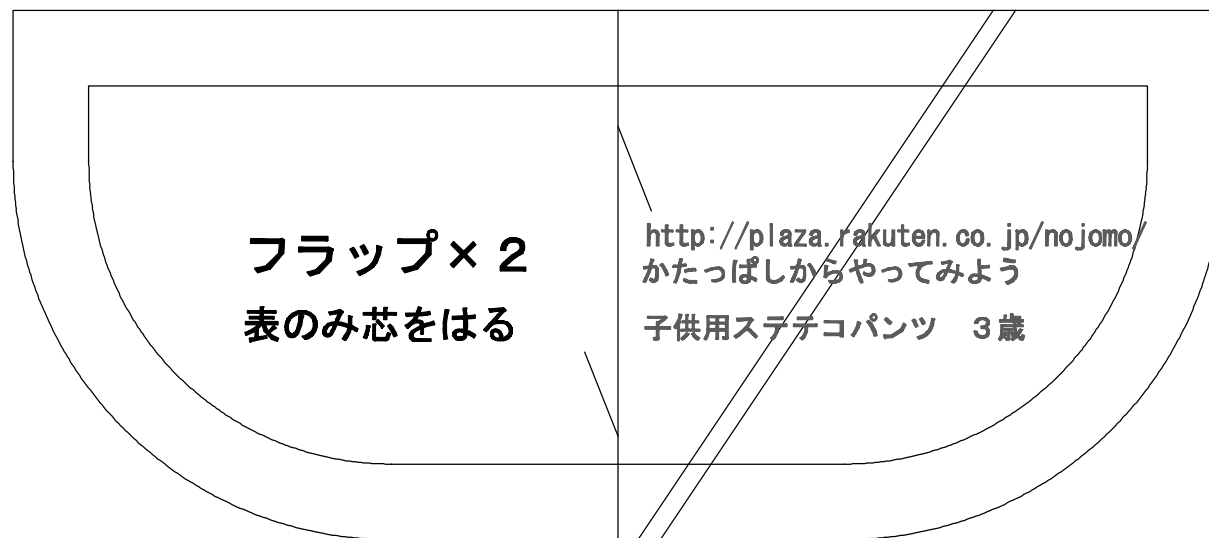 フラップ×２
表のみ芯をはる
http://plaza.rakuten.co.jp/nojomo/
かたっぱしからやってみよう
子供用ステテコパンツ　３歳